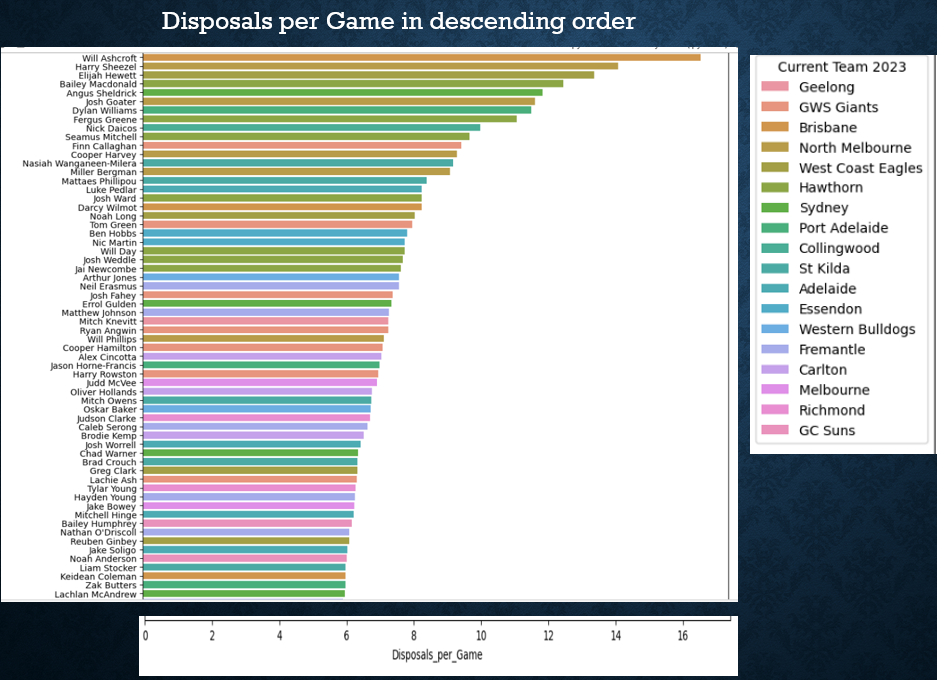 Disposals per Game in descending order
Will Ashcroft
Harry Sheezel
Elijah Hewett
Bailey Macdonald
Angus Sheldrick
Josh Goater
Dylan Williams
Fergus Greene
Nick Daicos
Seamus Mitchell
Finn Callaghan
Cooper Harvey
Nasiah Wanganeen-Milera
Miller Bergman
Mattaes Phillipou
Luke Pedlar
Josh Ward
Darcy Wilmot
Noah Long
Tom Green
Ben Hobbs
Nic Martin
Will Day
Josh Weddle
Jai Newcombe
Arthur Jones
Neil Erasmus
Josh Fahey
Errol Gulden
Matthew Johnson
Mitch Knevitt
Ryan Angwin
Will Phillips
Cooper Hamilton
Alex Cincotta
Jason Horne-Francis
Harry Rowston
Judd McVee
Oliver Hollands
Mitch Owens
Oskar Baker
Judson Clarke
Caleb Serong
Brodie Kemp
Josh Worrell
Chad Warner
Brad Crouch
Greg Clark
Lachie Ash
Tylar Young
Hayden Young
Jake Bowey
Mitchell Hinge
Bailey Humphrey
Nathan O'Driscoll
Reuben Ginbey
Jake Soligo
Noah Anderson
Liam Stocker
Keidean Coleman
Zak Butters
Lachlan McAndrew
0 2 4 6 8 10 12 14 16
Disposals_per_Game
Current Team 2023
Geelong
GWS Giants
Brisbane
North Melbourne
West Coast Eagles
Hawthorn
Sydney
Port Adelaide
Collingwood
St Kilda
Adelaide
Essendon
Western Bulldogs
Fremantle
Carlton
Melbourne
Richmond
GC Suns